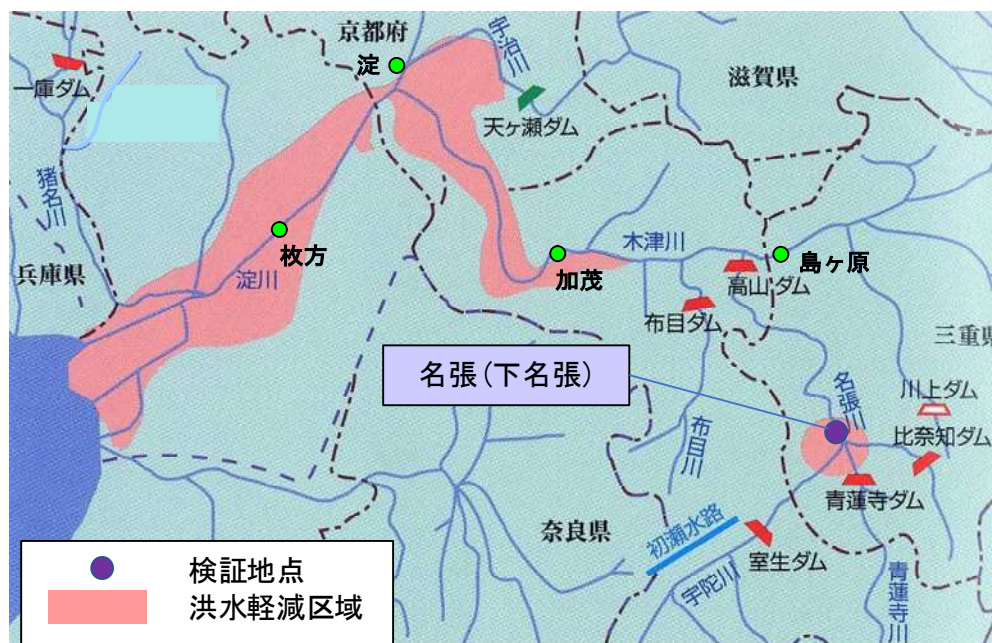 京都府
淀
宇治川
滋賀県
一庫ダム
天ヶ瀬ダム
猪名川
兵庫県
枚方
淀川
加茂
木津川
島ヶ原
高山ダム
布目ダム
三重県
名張(下名張)
名張川
川上ダム
比奈知ダム
布目川
青蓮寺ダム
奈良県
初瀬水路
室生ダム
宇陀川
青蓮寺川
検証地点
洪水軽減区域